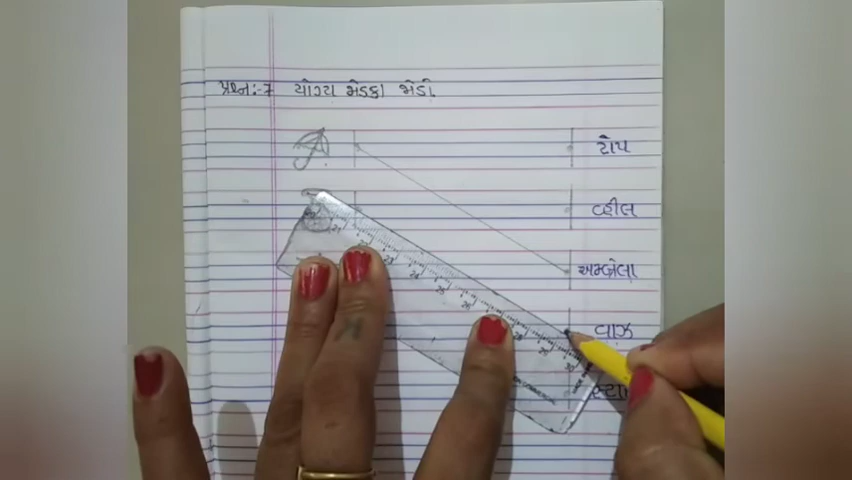 પ્રશ્ન:-7 યોગ્ય જોડકા જોડો.
ટોપ
વ્હીલ
અમ્બ્રેલા
વાઝ